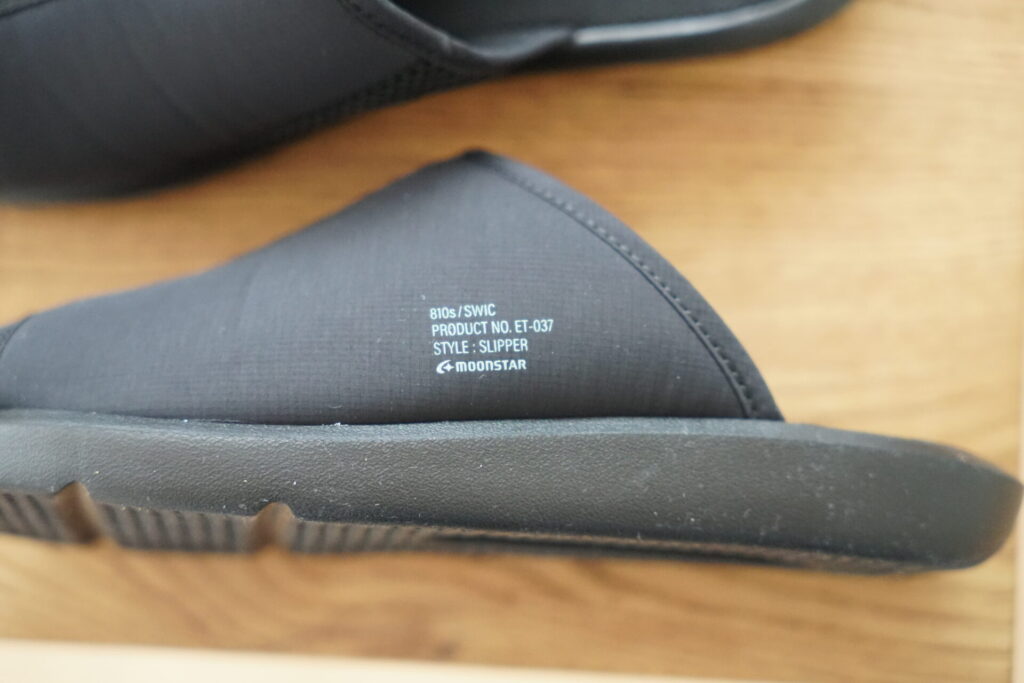 810s / SWIC
PRODUCT NO. ET-037
STYLE : SLIPPER
MOONSTAR